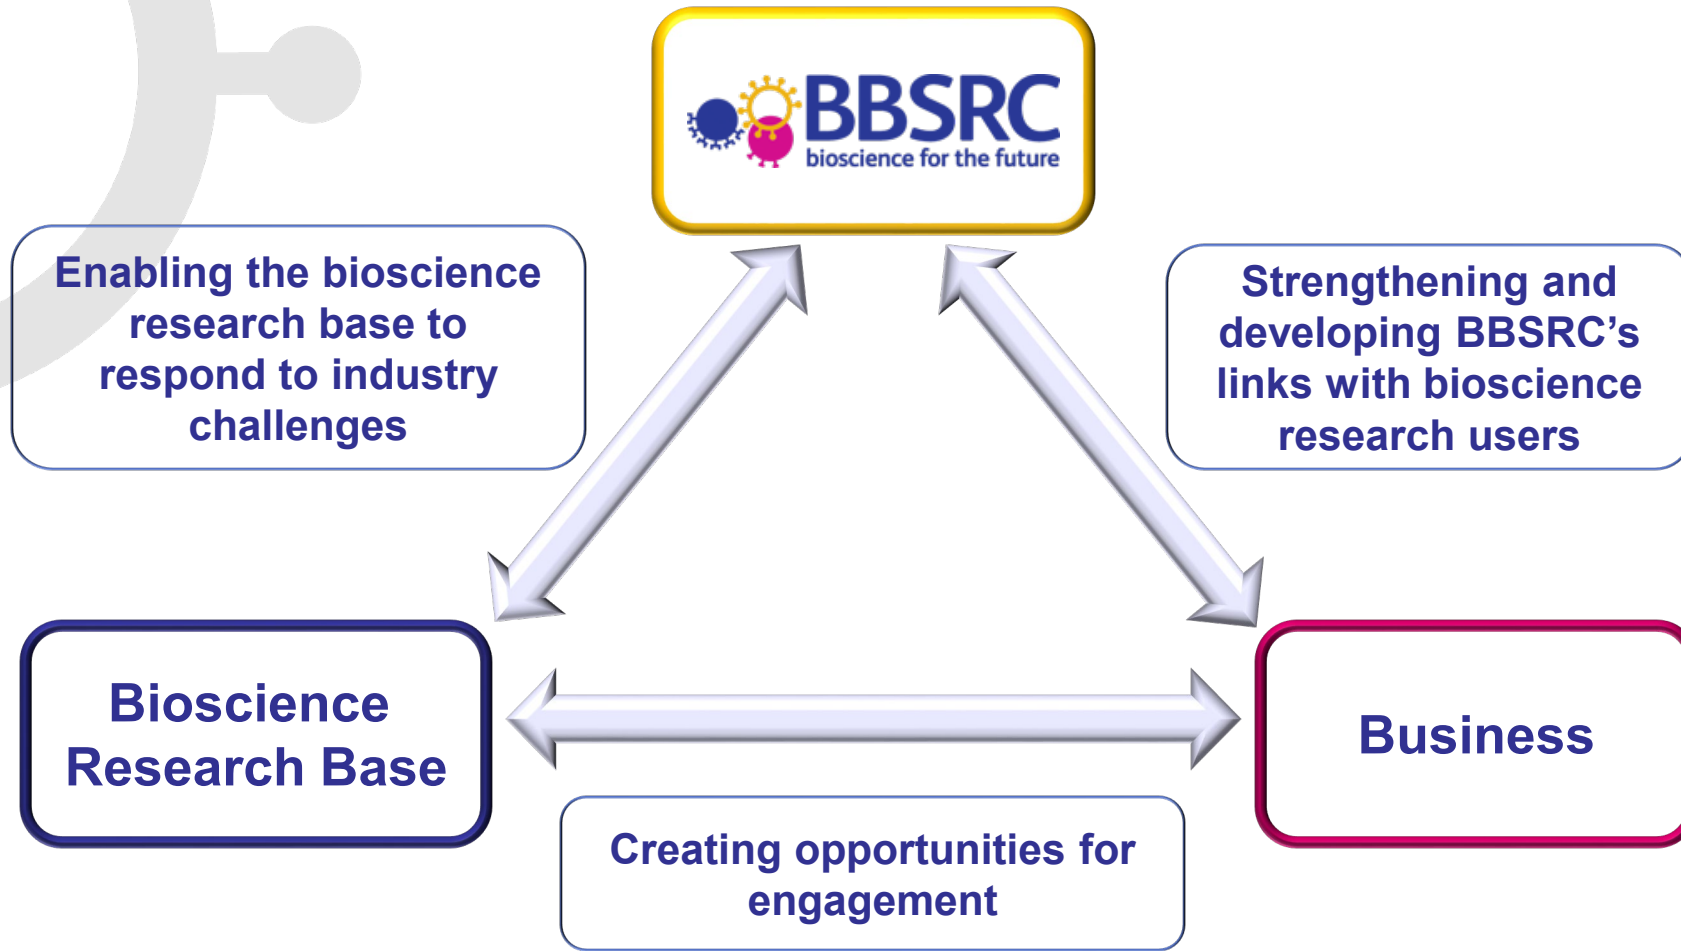 BBSRC
bioscience for the future
Enabling the bioscience
research base to
respond to industry
challenges
Strengthening and
developing BBSRC’s
links with bioscience
research users
Bioscience
Research Base
Business
Creating opportunities for
engagement